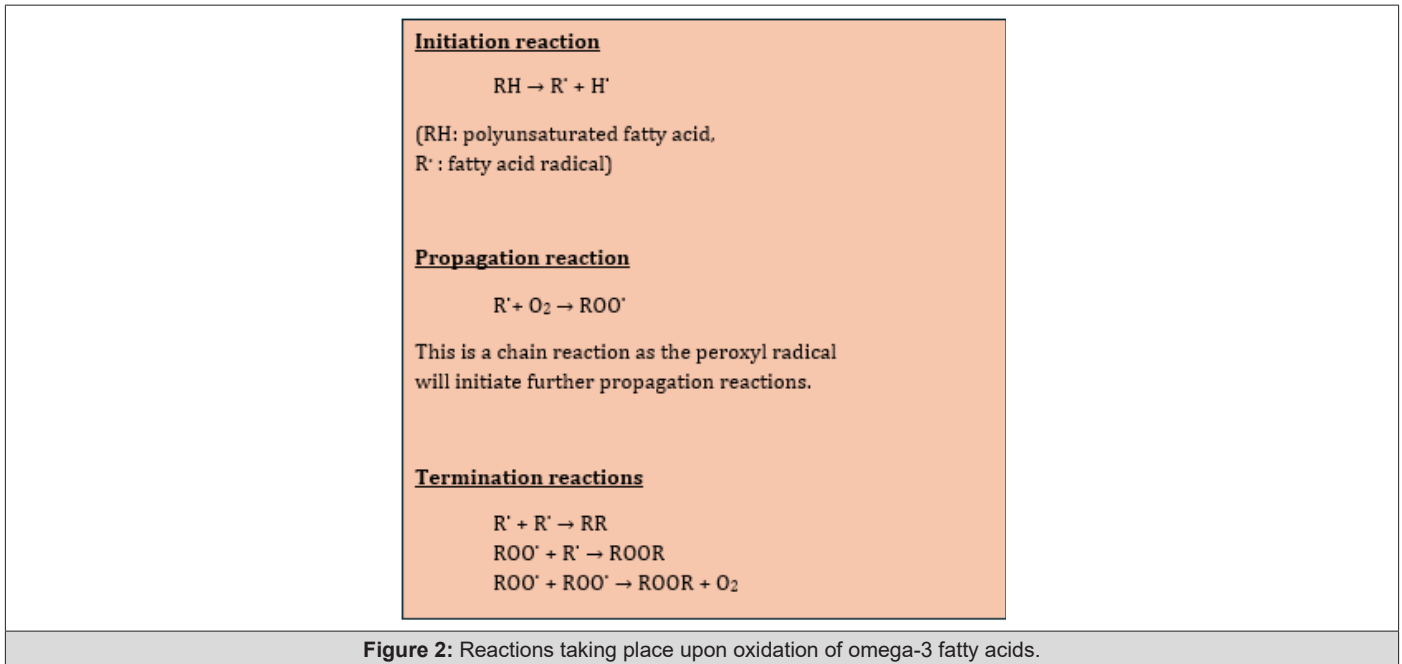 Initiation reaction
RH → R˙ + H˙
(RH: polyunsaturated fatty acid,
R˙ : fatty acid radical)
Propagation reaction
R˙+ O₂ → ROO˙
This is a chain reaction as the peroxyl radical
will initiate further propagation reactions.
Termination reactions
R˙ + R˙ → RR
ROO˙ + R˙ → ROOR
ROO˙ + ROO˙ → ROOR + O₂
Figure 2: Reactions taking place upon oxidation of omega-3 fatty acids.